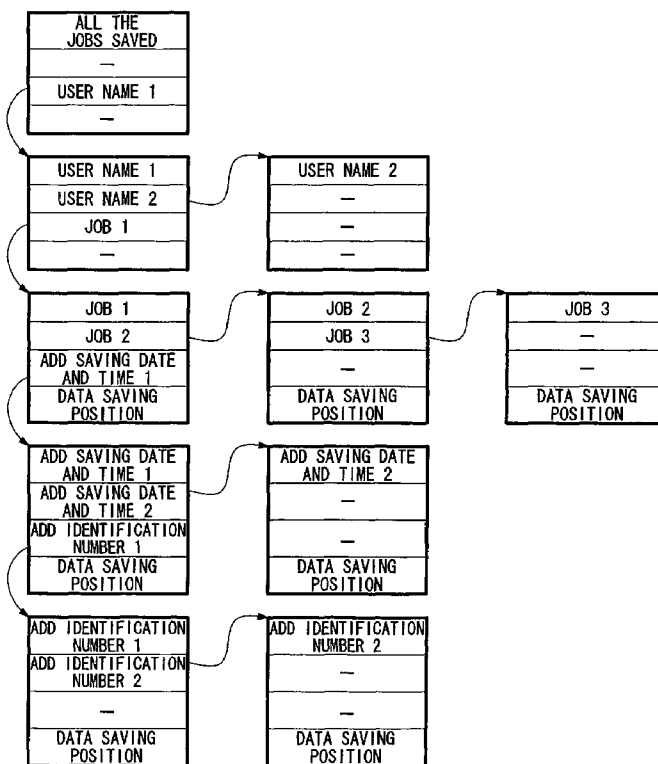 ALL THE
JOBS SAVED
—
USER NAME 1
—
USER NAME 1
USER NAME 2
JOB 1
—
USER NAME 2
—
—
—
JOB 1
JOB 2
ADD SAVING DATE
AND TIME 1
DATA SAVING
POSITION
JOB 2
JOB 3
—
DATA SAVING
POSITION
JOB 3
—
—
DATA SAVING
POSITION
ADD SAVING DATE
AND TIME 1
ADD SAVING DATE
AND TIME 2
ADD IDENTIFICATION
NUMBER 1
DATA SAVING
POSITION
ADD SAVING DATE
AND TIME 2
—
—
DATA SAVING
POSITION
ADD IDENTIFICATION
NUMBER 1
ADD IDENTIFICATION
NUMBER 2
—
DATA SAVING
POSITION
ADD IDENTIFICATION
NUMBER 2
—
—
DATA SAVING
POSITION